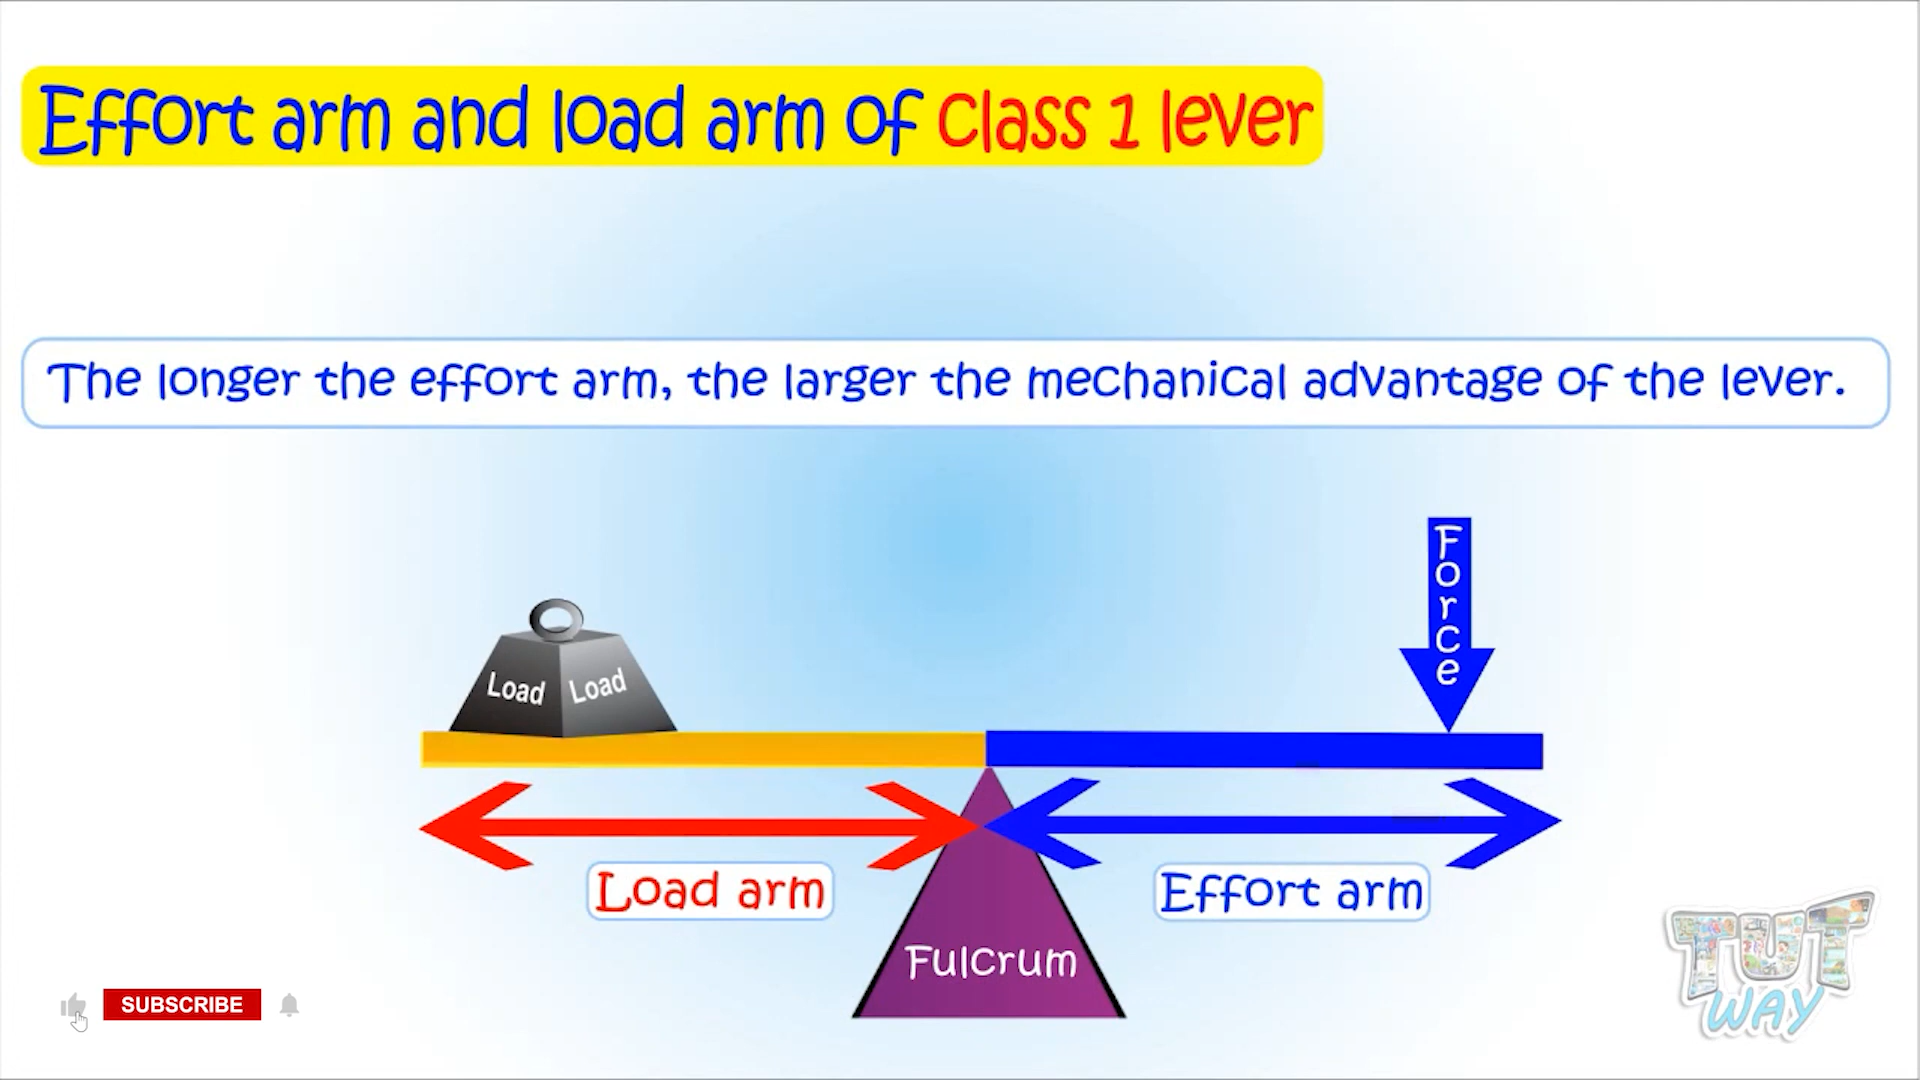 Effort arm and load arm of class 1 lever
The longer the effort arm, the larger the mechanical advantage of the lever.
Force
Load Load
Load arm
Effort arm
Fulcrum
SUBSCRIBE
TUT
WAY